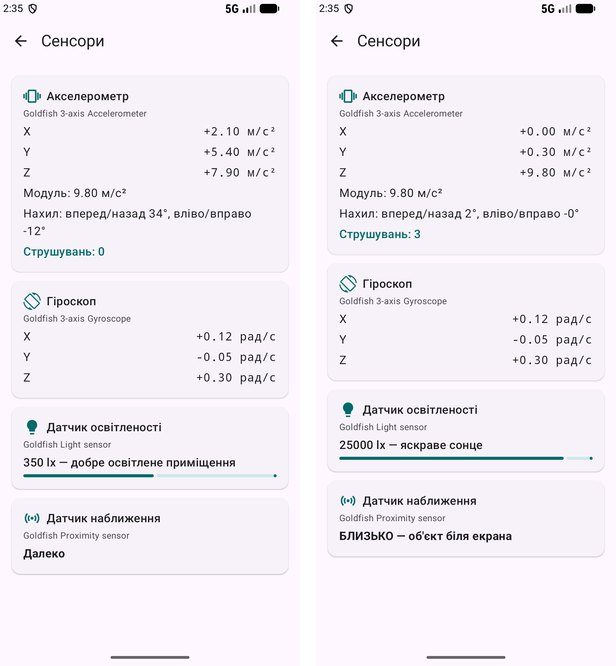 2:35 5G
Сенсори
Акселерометр
Goldfish 3-axis Accelerometer
X +2.10 м/с²
Y +5.40 м/с²
Z +7.90 м/с²
Модуль: 9.80 м/с²
Нахил: вперед/назад 34°, вліво/вправо
-12°
Струшувань: 0
Гіроскоп
Goldfish 3-axis Gyroscope
X +0.12 рад/с
Y -0.05 рад/с
Z +0.30 рад/с
Датчик освітленості
Goldfish Light sensor
350 lx — добре освітлене приміщення
Датчик наближення
Goldfish Proximity sensor
Далеко
2:35 5G
Сенсори
Акселерометр
Goldfish 3-axis Accelerometer
X +0.00 м/с²
Y +0.30 м/с²
Z +9.80 м/с²
Модуль: 9.80 м/с²
Нахил: вперед/назад 2°, вліво/вправо -0°
Струшувань: 3
Гіроскоп
Goldfish 3-axis Gyroscope
X +0.12 рад/с
Y -0.05 рад/с
Z +0.30 рад/с
Датчик освітленості
Goldfish Light sensor
25000 lx — яскраве сонце
Датчик наближення
Goldfish Proximity sensor
БЛИЗЬКО — об'єкт біля екрана